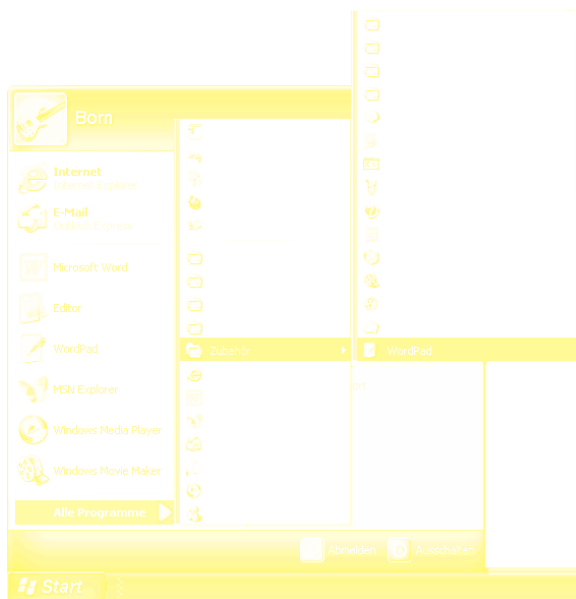 Born
Internet
Internet Explorer
E-Mail
Outlook Express
Microsoft Word
Editor
WordPad
MSN Explorer
Windows Media Player
Windows Movie Maker
Alle Programme
Zubehör
WordPad
Abmelden
Ausschalten
Start